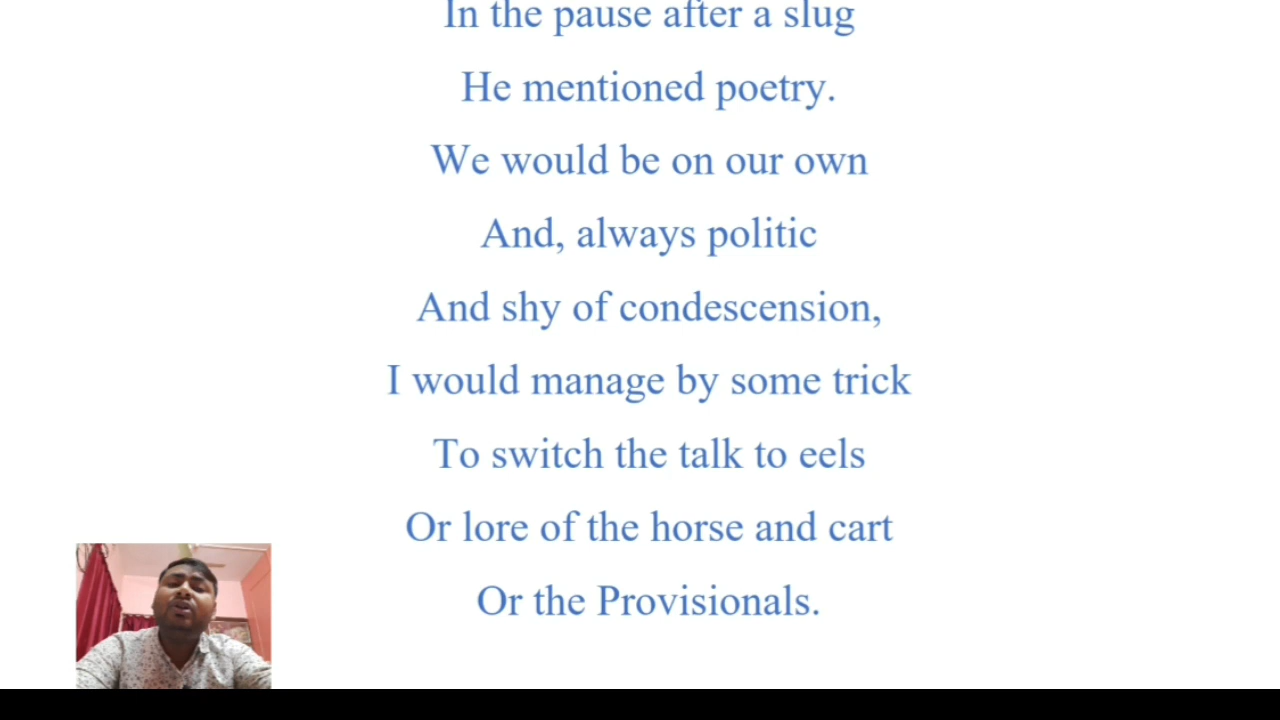 In the pause after a slug
He mentioned poetry.
We would be on our own
And, always politic
And shy of condescension,
I would manage by some trick
To switch the talk to eels
Or lore of the horse and cart
Or the Provisionals.